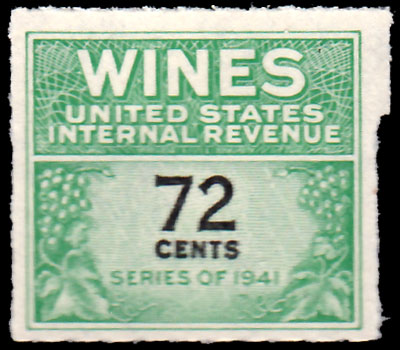 WINES
UNITED STATES
INTERNAL REVENUE
72
CENTS
SERIES OF 1941